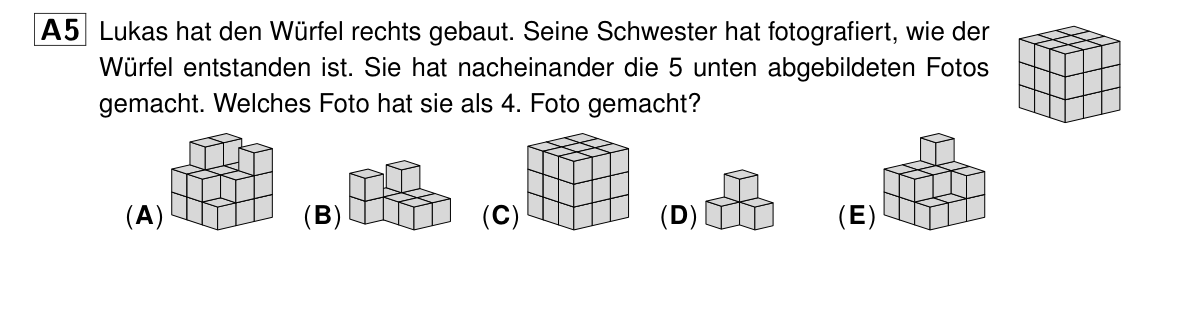 A5 Lukas hat den Würfel rechts gebaut. Seine Schwester hat fotografiert, wie der
Würfel entstanden ist. Sie hat nacheinander die 5 unten abgebildeten Fotos
gemacht. Welches Foto hat sie als 4. Foto gemacht?
(A) (B) (C) (D) (E)